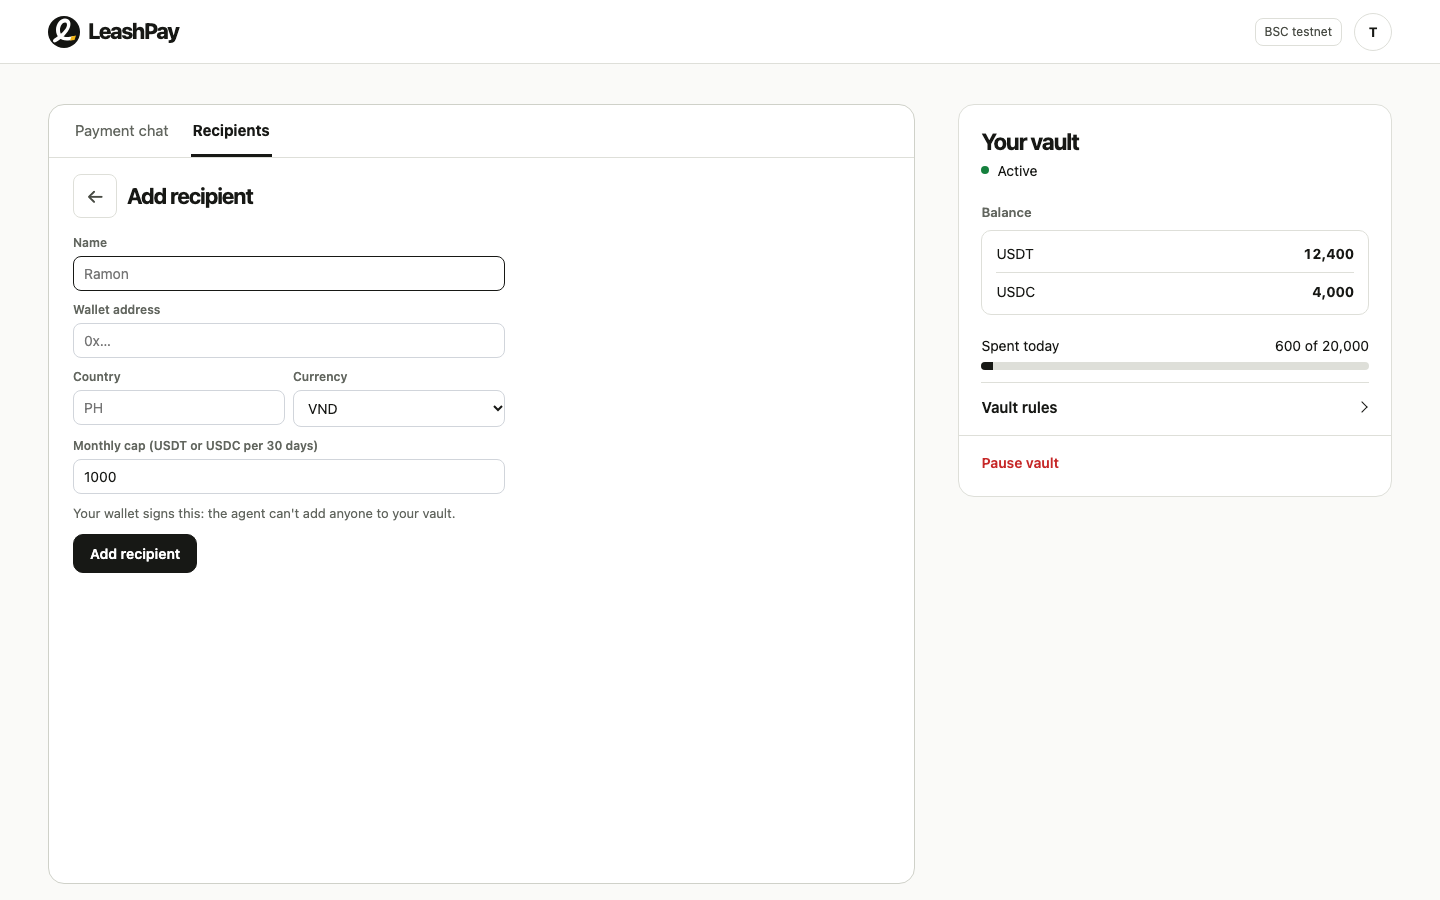 LeashPay
BSC testnet
T
Payment chat
Recipients
Add recipient
Name
Ramon
Wallet address
0x...
Country
Currency
PH
VND
Monthly cap (USDT or USDC per 30 days)
1000
Your wallet signs this: the agent can't add anyone to your vault.
Add recipient
Your vault
Active
Balance
USDT 12,400
USDC 4,000
Spent today 600 of 20,000
Vault rules
Pause vault